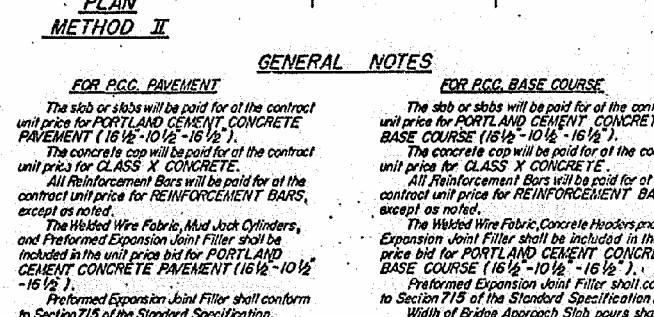 PLAN
METHOD II
GENERAL NOTES
FOR P.C.C. PAVEMENT
The slab or slabs will be paid for at the contract
unit price for PORTLAND CEMENT CONCRETE
PAVEMENT (16½"-10½"-16½").
The concrete cap will be paid for at the contract
unit price for CLASS X CONCRETE.
All Reinforcement Bars will be paid for at the
contract unit price for REINFORCEMENT BARS,
except as noted.
The Welded Wire Fabric, Mud Jack Cylinders,
and Preformed Expansion Joint Filler shall be
included in the unit price bid for PORTLAND
CEMENT CONCRETE PAVEMENT (16½"-10½"
-16½").
Preformed Expansion Joint Filler shall conform
to Section 715 of the Standard Specification.
FOR P.C.C. BASE COURSE
The slab or slabs will be paid for at the
unit price for PORTLAND CEMENT
BASE COURSE (16½"-10½"-16½").
The concrete cap will be paid for at the
unit price for CLASS X CONCRETE.
All Reinforcement Bars will be paid for at
contract unit price for REINFORCEMENT
except as noted.
The Welded Wire Fabric, Concrete Headers and
Expansion Joint Filler shall be included in
price bid for PORTLAND CEMENT
BASE COURSE (16½"-10½"-16½").
Preformed Expansion Joint Filler shall
to Section 715 of the Standard Specification
Width of Bridge Approach Slab pours